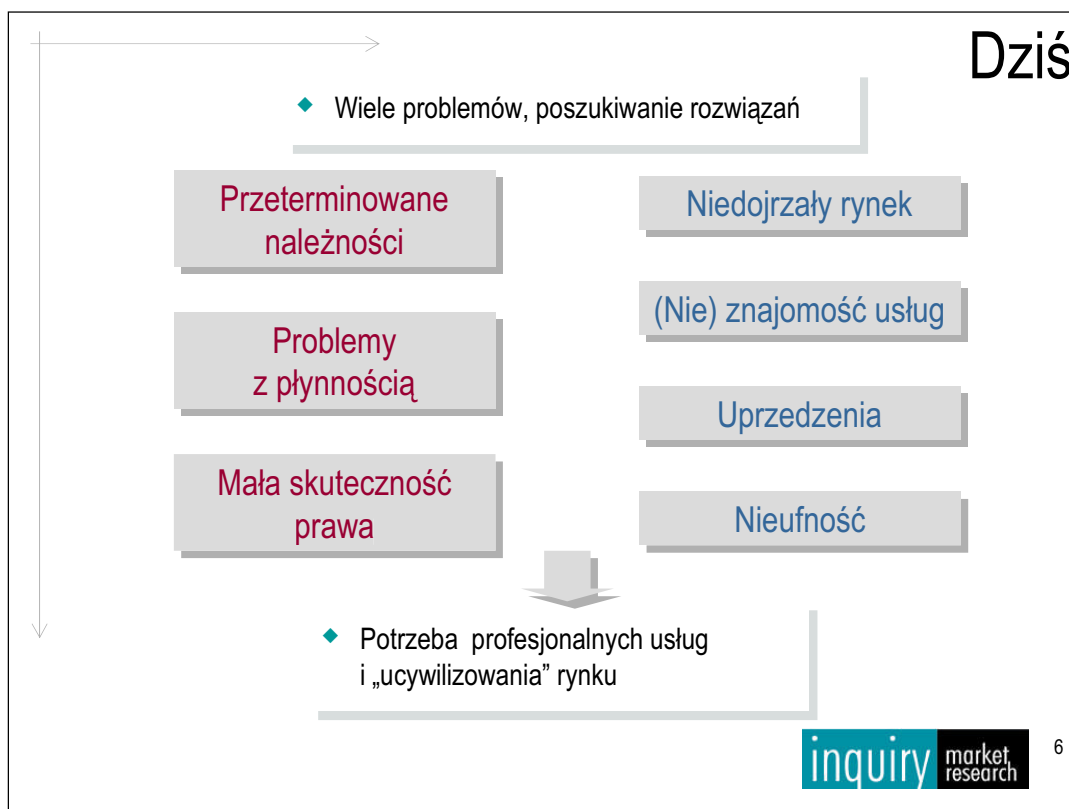 Dziś
Wiele problemów, poszukiwanie rozwiązań
Przeterminowane
należności
Problemy
z płynnością
Mała skuteczność
prawa
Niedojrzały rynek
(Nie) znajomość usług
Uprzedzenia
Nieufność
Potrzeba profesjonalnych usług
i „ucywilizowania” rynku
inquiry market
research
6